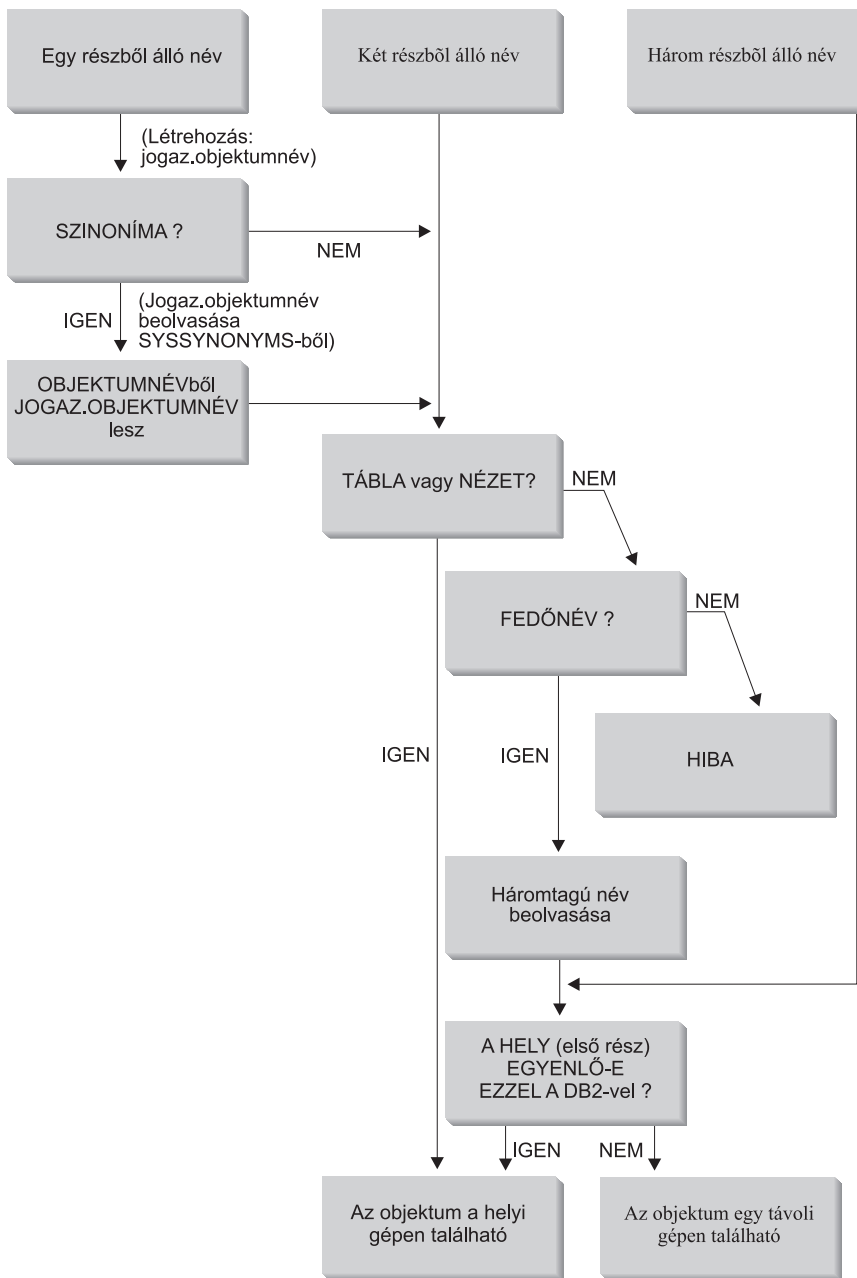 Egy részből álló név
Két részbõl álló név
Három részbõl álló név
(Létrehozás:
jogaz.objektumnév)
SZINONÍMA ?
NEM
IGEN
(Jogaz.objektumnév
beolvasása
SYSSYNONYMS-ből)
OBJEKTUMNÉVből
JOGAZ.OBJEKTUMNÉV
lesz
TÁBLA vagy NÉZET?
NEM
FEDŐNÉV ?
NEM
IGEN
IGEN
HIBA
Háromtagú név
beolvasása
A HELY (első rész)
EGYENLŐ-E
EZZEL A DB2-vel ?
IGEN
NEM
Az objektum a helyi
gépen található
Az objektum egy távoli
gépen található